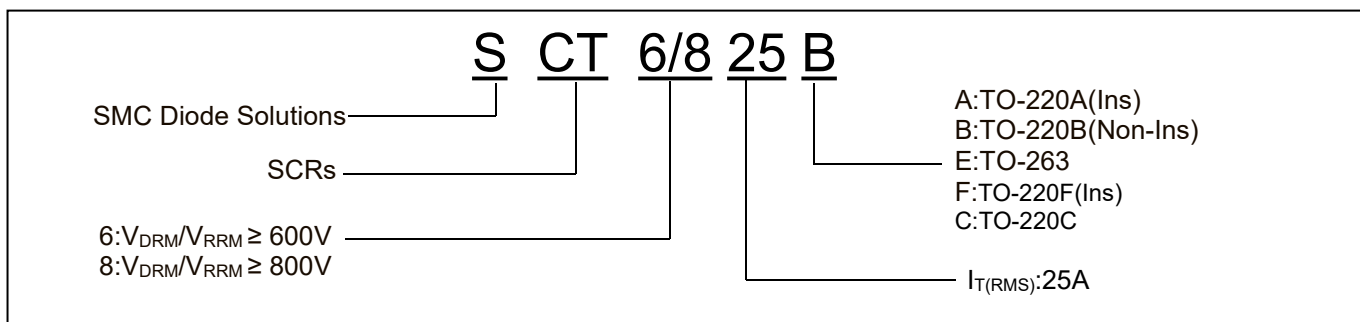 S CT 6/8 25 B
SMC Diode Solutions
SCRs
6:VDRM/VRRM ≥ 600V
8:VDRM/VRRM ≥ 800V
A:TO-220A(Ins)
B:TO-220B(Non-Ins)
E:TO-263
F:TO-220F(Ins)
C:TO-220C
IT(RMS):25A